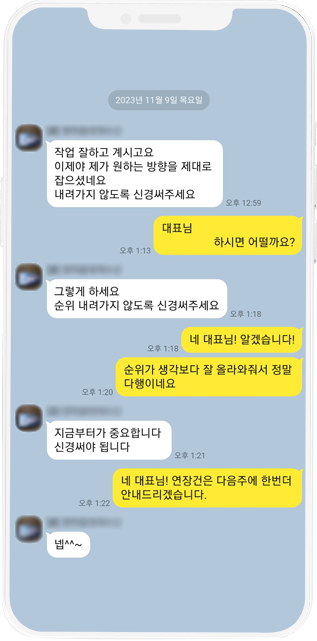 2023년 11월 9일 목요일
작업 잘하고 계시고요
이제야 제가 원하는 방향을 제대로
잡으셨네요
내려가지 않도록 신경써주세요
오후 12:59
대표님
하시면 어떨까요?
오후 1:13
그렇게 하세요
순위 내려가지 않도록 신경써주세요
오후 1:18
네 대표님! 알겠습니다!
오후 1:18
순위가 생각보다 잘 올라와줘서 정말
다행이네요
오후 1:20
지금부터가 중요합니다
신경써야 됩니다
오후 1:21
네 대표님! 연장건은 다음주에 한번더
안내드리겠습니다.
오후 1:22
넵^^~